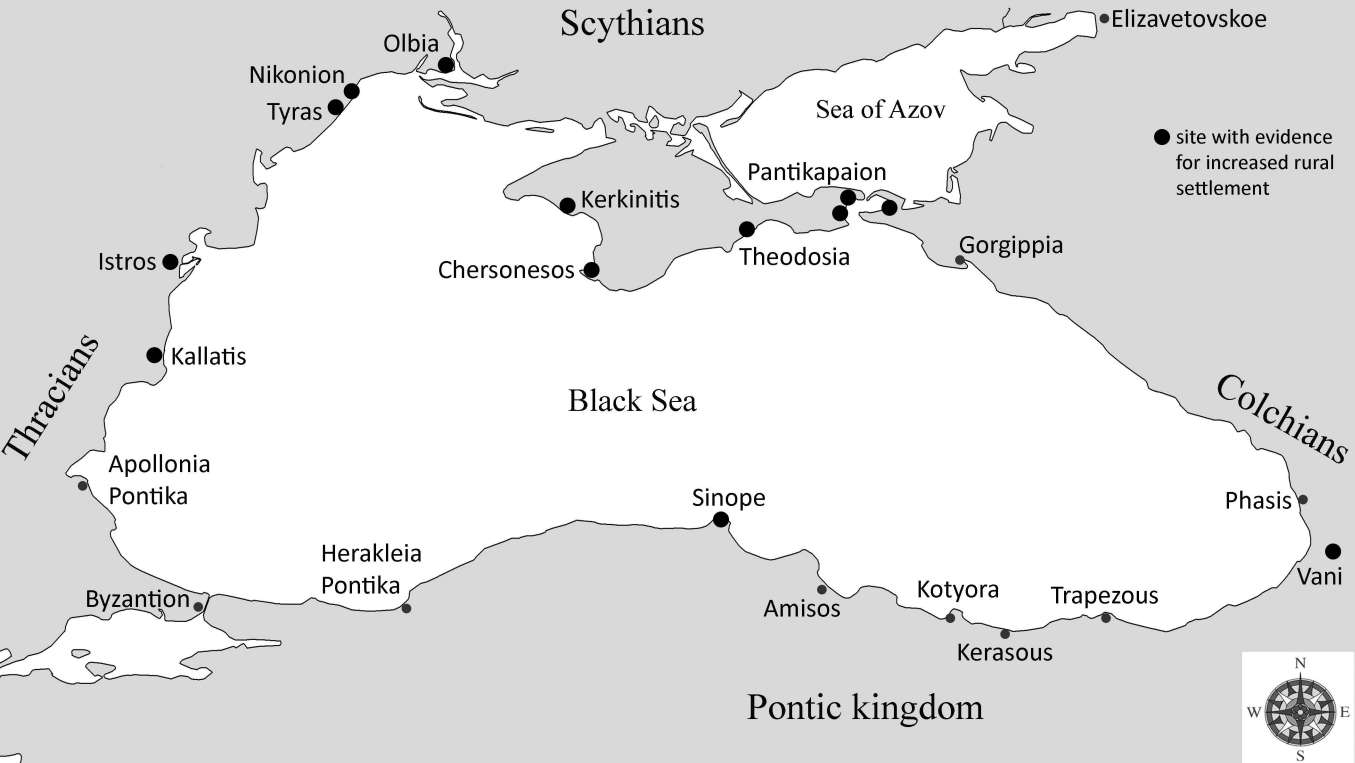 Scythians
Elizavetovskoe
Olbia
Nikonion
Tyras
Sea of Azov
site with evidence
for increased rural
settlement
Pantikapaion
Kerkinitis
Theodosia
Gorgippia
Istros
Chersonesos
Thracians
Kallatis
Black Sea
Colchians
Apollonia
Pontika
Sinope
Phasis
Herakleia
Pontika
Vani
Byzantion
Amisos
Kotyora
Trapezous
Kerasous
Pontic kingdom
N
W
E
S